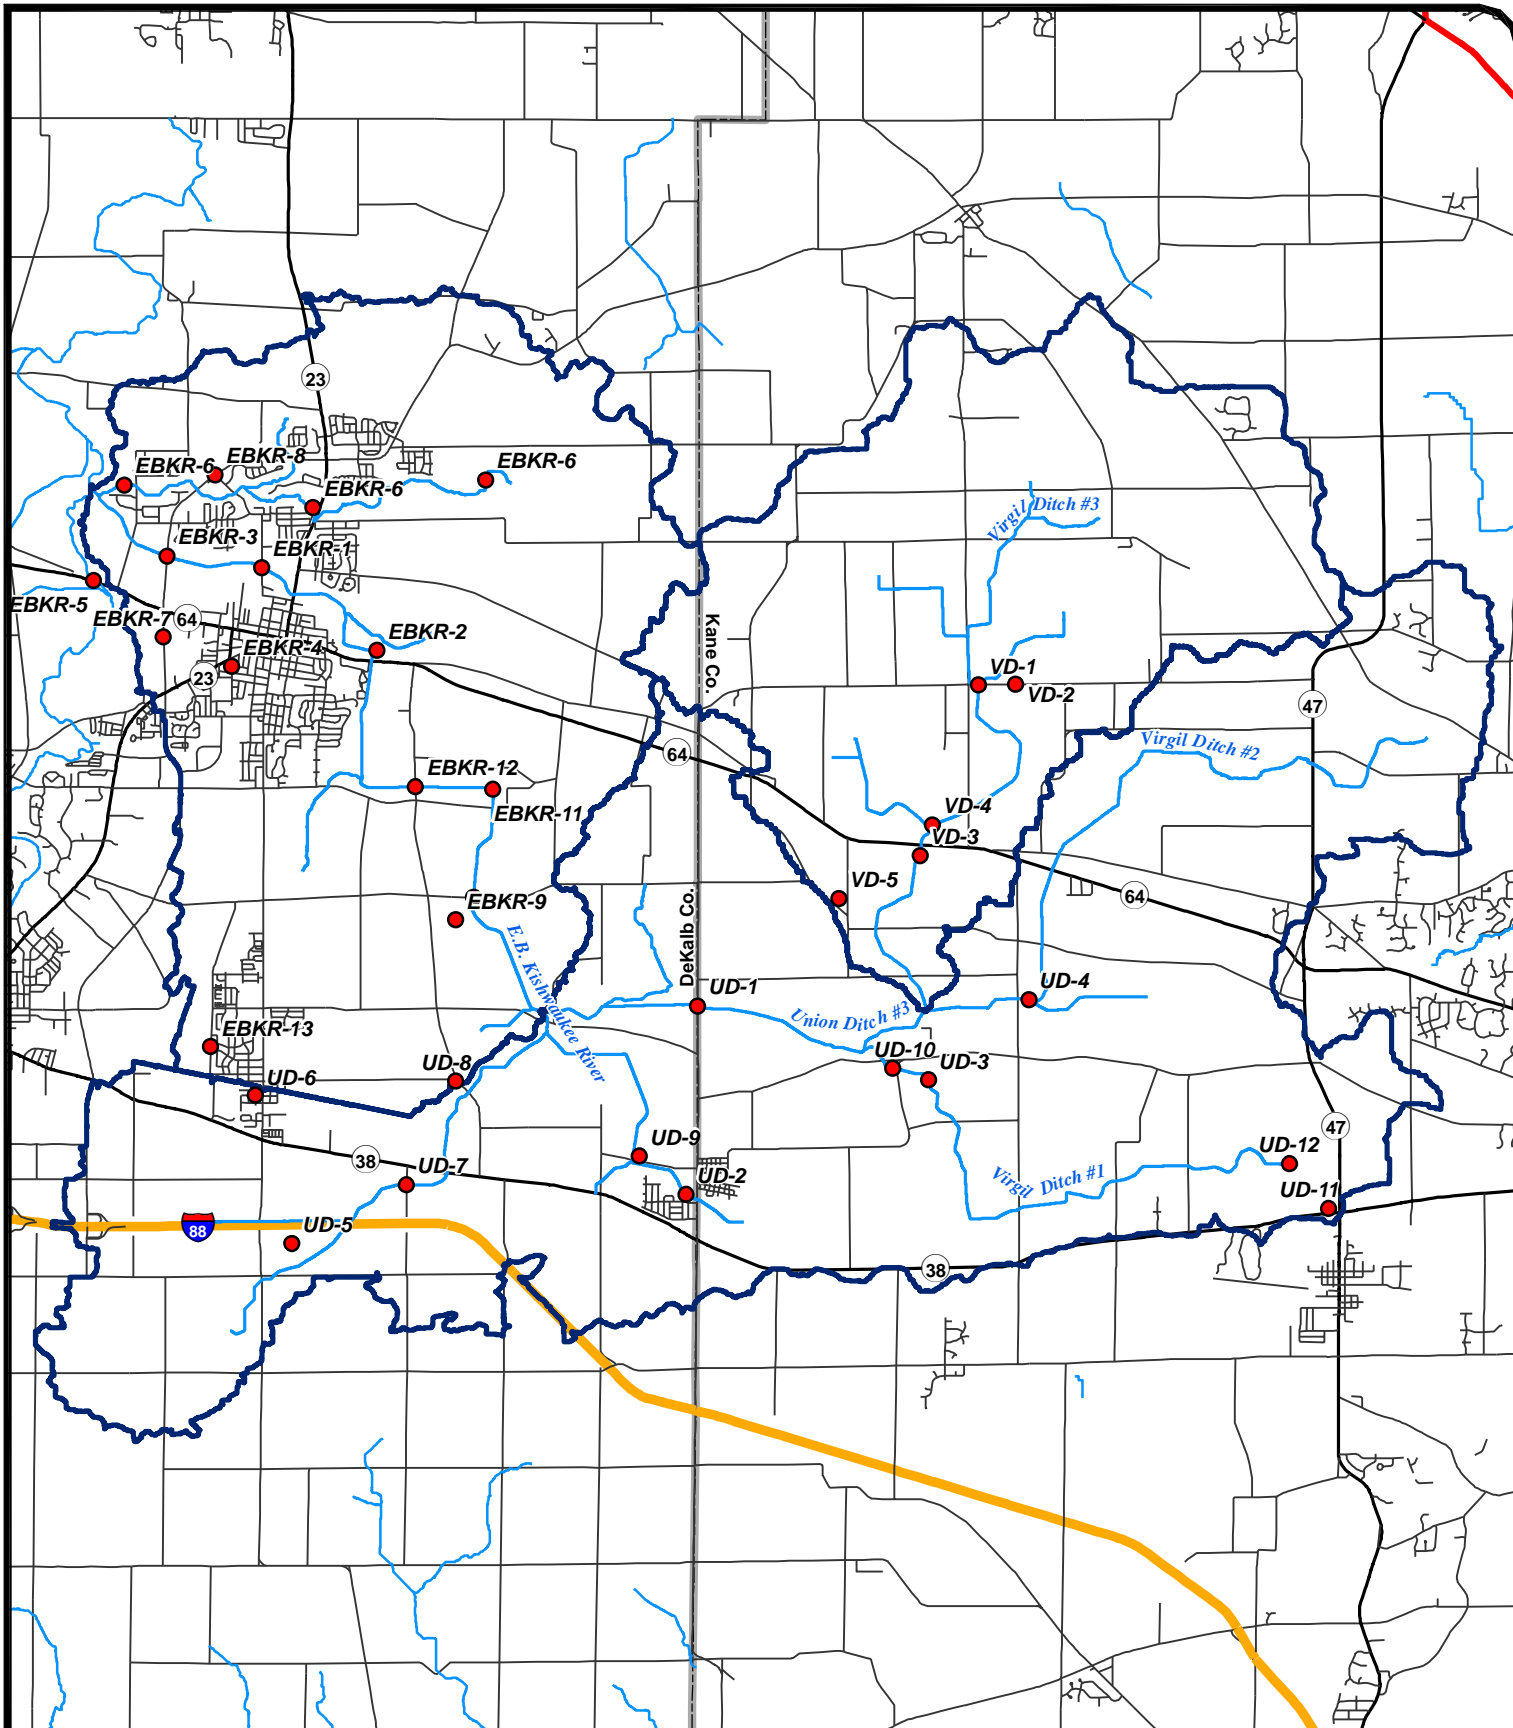 23
EBKR-6
EBKR-8
EBKR-6
EBKR-6
Virgil Ditch #3
EBKR-3
EBKR-1
EBKR-5
EBKR-7
64
EBKR-2
EBKR-4
23
Kane Co.
VD-1
VD-2
47
Virgil Ditch #2
64
EBKR-12
EBKR-11
VD-4
VD-3
VD-5
64
EBKR-9
E.B. Kishwaukee River
DeKalb Co.
UD-1
UD-4
Union Ditch #3
EBKR-13
UD-8
UD-10
UD-3
UD-6
47
UD-9
UD-12
38
UD-7
UD-2
Virgil Ditch #1
UD-11
88
UD-5
38